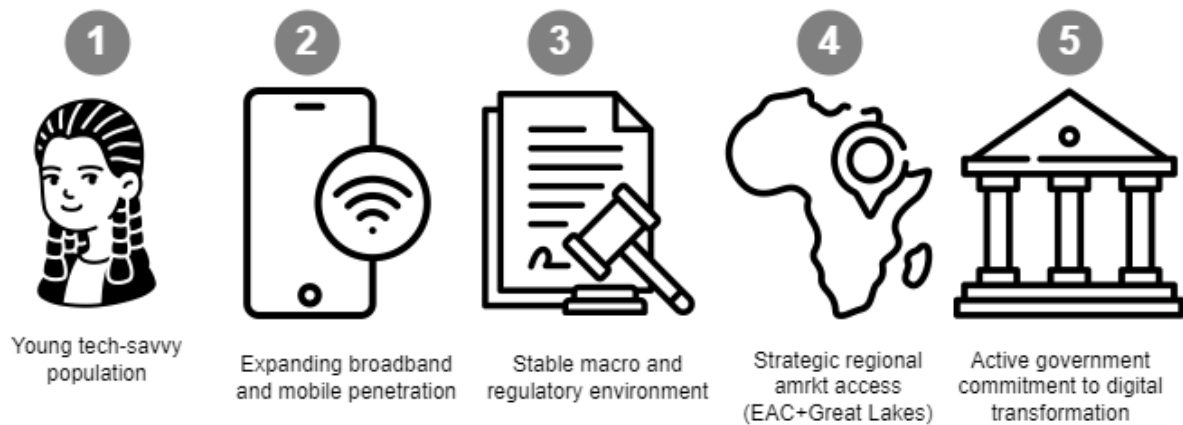 1
2
3
4
5
Young tech-savvy
population
Expanding broadband
and mobile penetration
Stable macro and
regulatory environment
Strategic regional
amrkt access
(EAC+Great Lakes)
Active government
commitment to digital
transformation